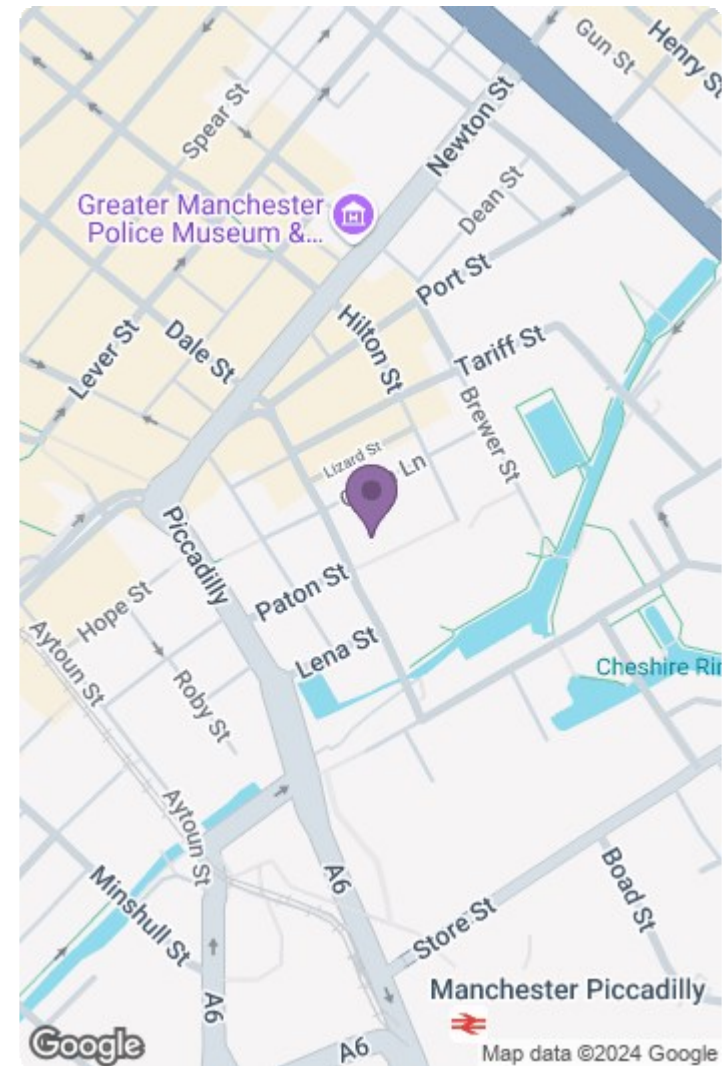 Gun St
Henry St
Spear St
Newton St
Dean St
Greater Manchester
Police Museum &...
Port St
Hilton St
Lever St
Dale St
Tariff St
Brewer St
Lizard St
Ln
Piccadilly
Paton St
Hope St
Lena St
Aytoun St
Roby St
Cheshire Rin
Aytoun St
A6
Minshull St
Boad St
Store St
Manchester Piccadilly
A6
A6
Google
Map data ©2024 Google